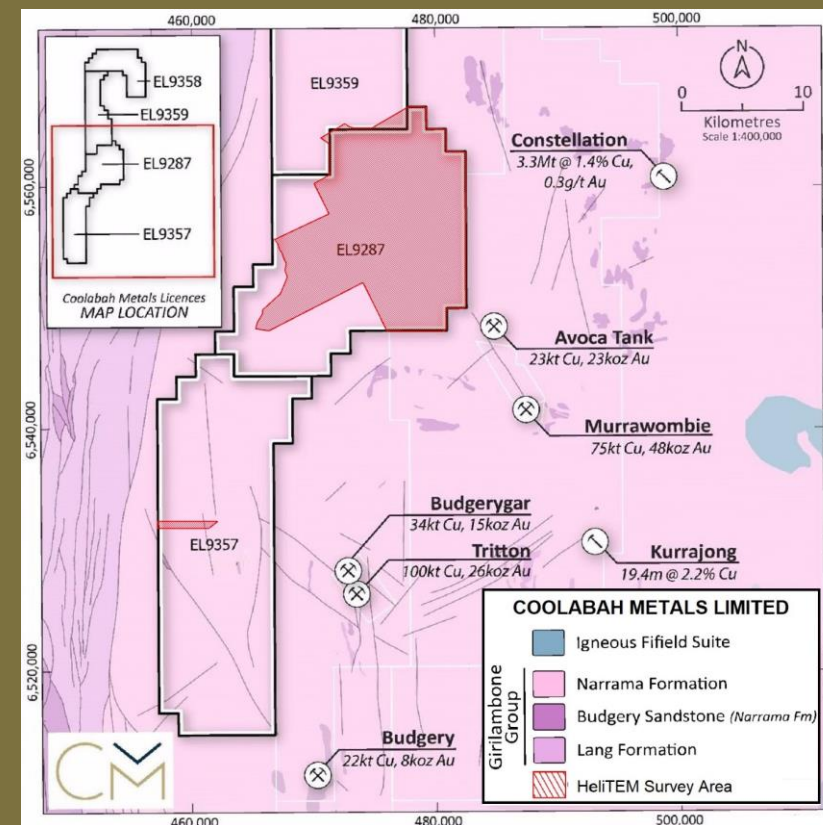 460,000
480,000
500,000
6,560,000
6,540,000
6,520,000
EL9358
EL9359
EL9287
EL9357
Coolabah Metals Licences
MAP LOCATION
EL9359
N
0 10
Kilometres
Scale 1:400,000
Constellation
3.3Mt @ 1.4% Cu,
0.3g/t Au
EL9287
Avoca Tank
23kt Cu, 23koz Au
Murrawombie
75kt Cu, 48koz Au
Budgerygar
34kt Cu, 15koz Au
Tritton
100kt Cu, 26koz Au
EL9357
Kurrajong
19.4m @ 2.2% Cu
Budgery
22kt Cu, 8koz Au
COOLABAH METALS LIMITED
Igneous Fifield Suite
Girilambone
Group
Narrama Formation
Budgery Sandstone (Narrama Fm)
Lang Formation
HeliTEM Survey Area
CM
460,000
480,000
500,000